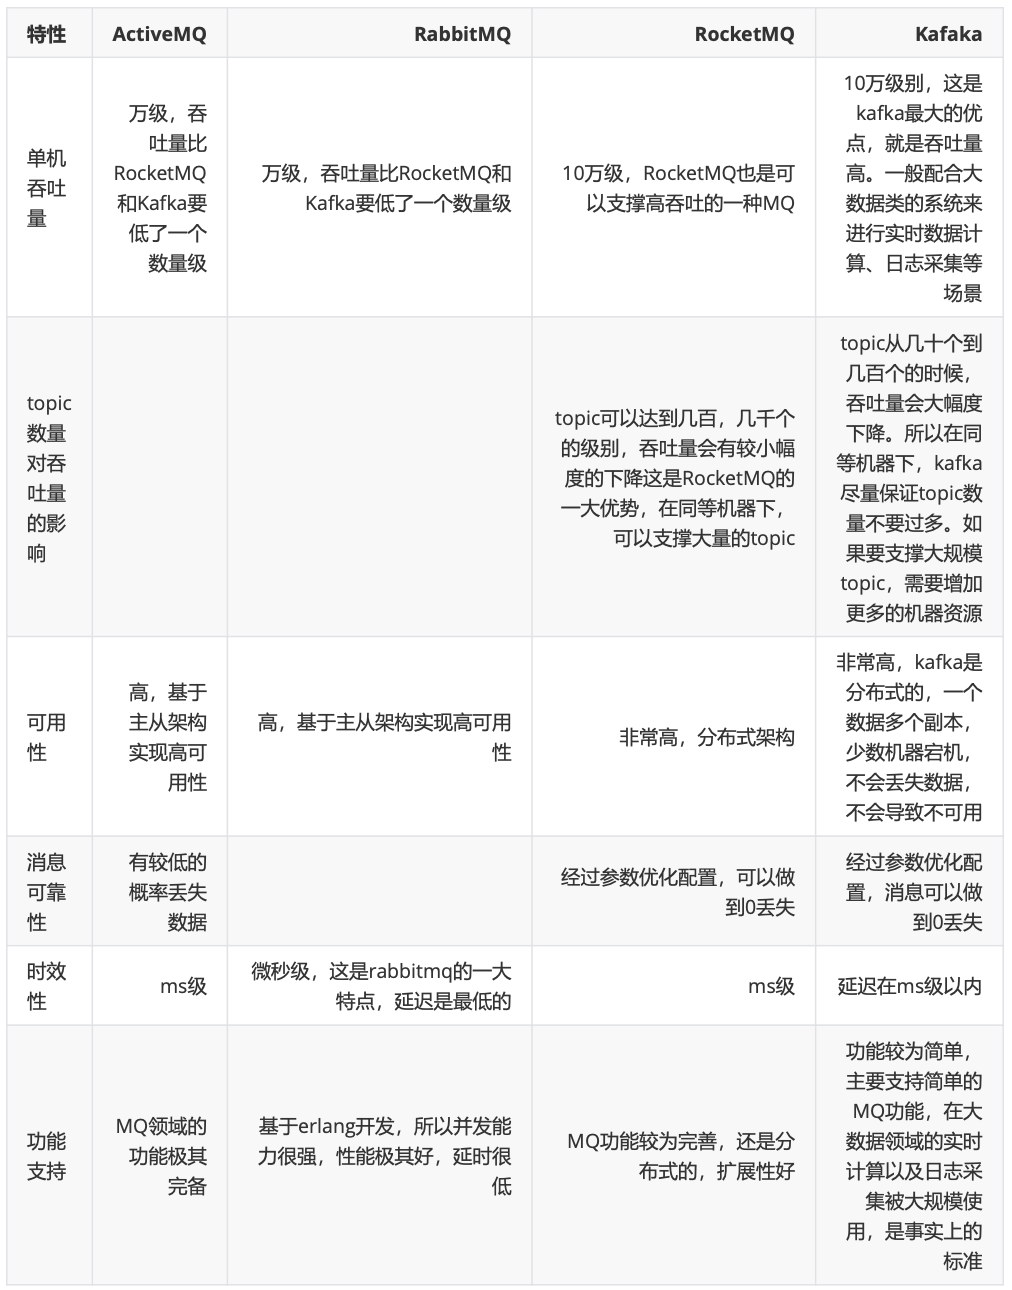 特性
ActiveMQ
RabbitMQ
RocketMQ
Kafaka
单机
吞吐
量
万级，吞
吐量比
RocketMQ
和Kafka要
低了一个
数量级
万级，吞吐量比RocketMQ和
Kafka要低了一个数量级
10万级，RocketMQ也是可
以支撑高吞吐的一种MQ
10万级别，这是
kafka最大的优
点，就是吞吐量
高。一般配合大
数据类的系统来
进行实时数据计
算、日志采集等
场景
topic
数量
对吞
吐量
的影
响
topic可以达到几百，几千个
的级别，吞吐量会有较小幅
度的下降这是RocketMQ的
一大优势，在同等机器下，
可以支撑大量的topic
topic从几十个到
几百个的时候，
吞吐量会大幅度
下降。所以在同
等机器下，kafka
尽量保证topic数
量不要过多。如
果要支撑大规模
topic，需要增加
更多的机器资源
可用
性
高，基于
主从架构
实现高可
用性
高，基于主从架构实现高可用
性
非常高，分布式架构
非常高，kafka是
分布式的，一个
数据多个副本，
少数机器宕机，
不会丢失数据，
不会导致不可用
消息
可靠
性
有较低的
概率丢失
数据
经过参数优化配置，可以做
到0丢失
经过参数优化配
置，消息可以做
到0丢失
时效
性
ms级
微秒级，这是rabbitmq的一大
特点，延迟是最低的
ms级
延迟在ms级以内
功能
支持
MQ领域的
功能极其
完备
基于erlang开发，所以并发能
力很强，性能极其好，延时很
低
MQ功能较为完善，还是分
布式的，扩展性好
功能较为简单，
主要支持简单的
MQ功能，在大
数据领域的实时
计算以及日志采
集被大规模使
用，是事实上的
标准